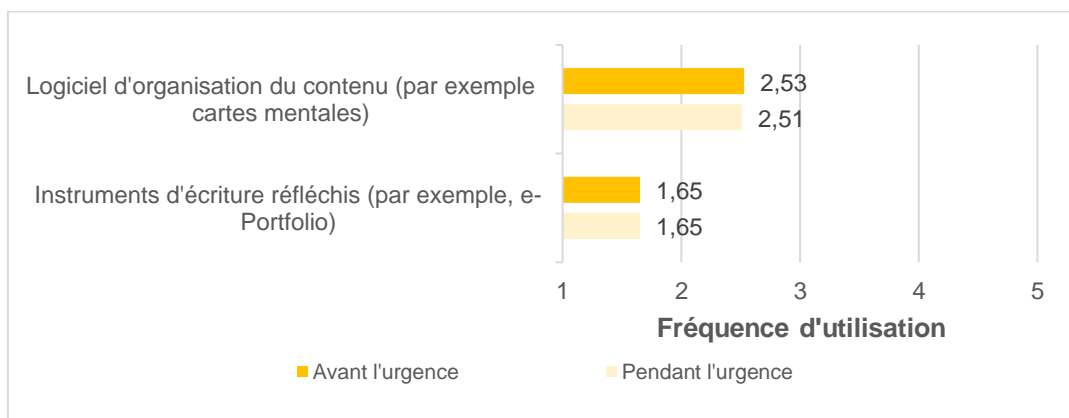 Logiciel d'organisation du contenu (par exemple
cartes mentales)
2,53
2,51
Instruments d'écriture réfléchis (par exemple, e-
Portfolio)
1,65
1,65
1 2 3 4 5
Fréquence d'utilisation
Avant l'urgence Pendant l'urgence